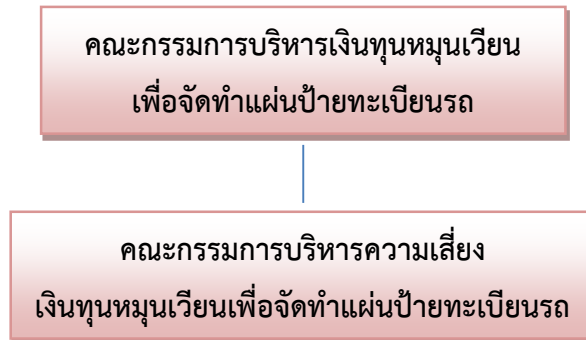 คณะกรรมการบริหารเงินทุนหมุนเวียน
เพื่อจัดทำแผ่นป้ายทะเบียนรถ
คณะกรรมการบริหารความเสี่ยง
เงินทุนหมุนเวียนเพื่อจัดทำแผ่นป้ายทะเบียนรถ